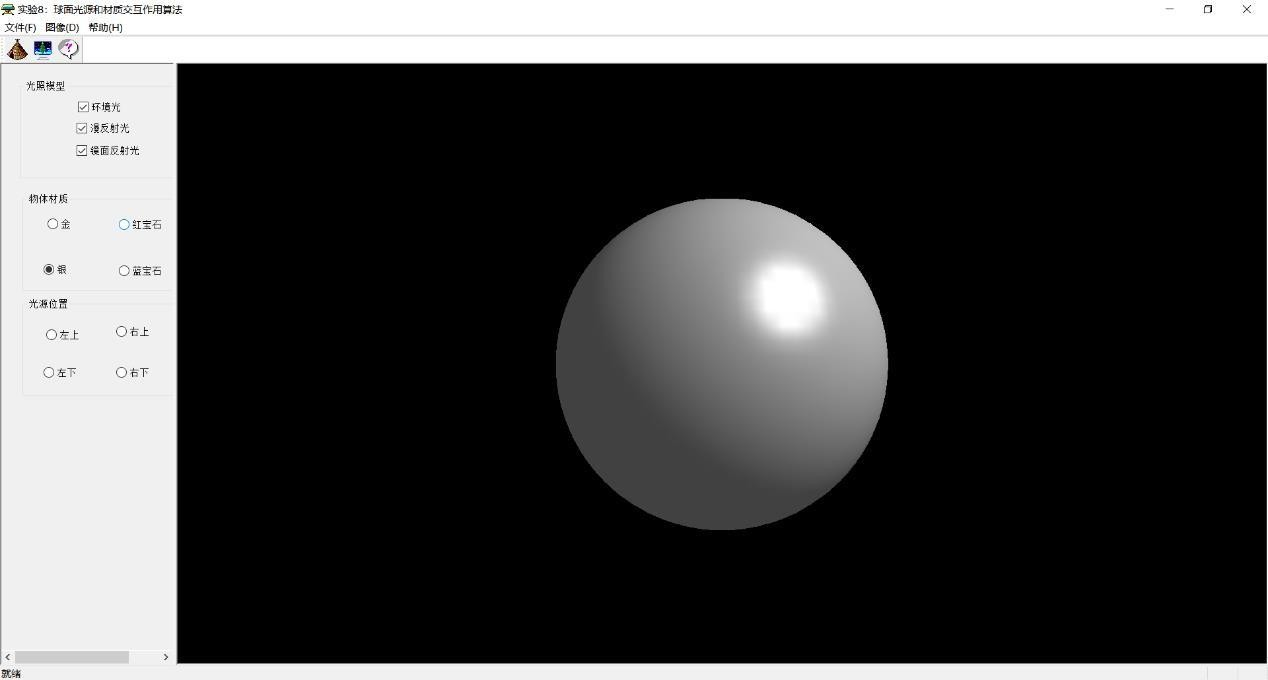 实验8：球面光源和材质交互作用算法
文件(F) 图像(D) 帮助(H)
光照模型
环境光
漫反射光
镜面反射光
物体材质
金 红宝石
银 蓝宝石
光源位置
左上 右上
左下 右下
就绪